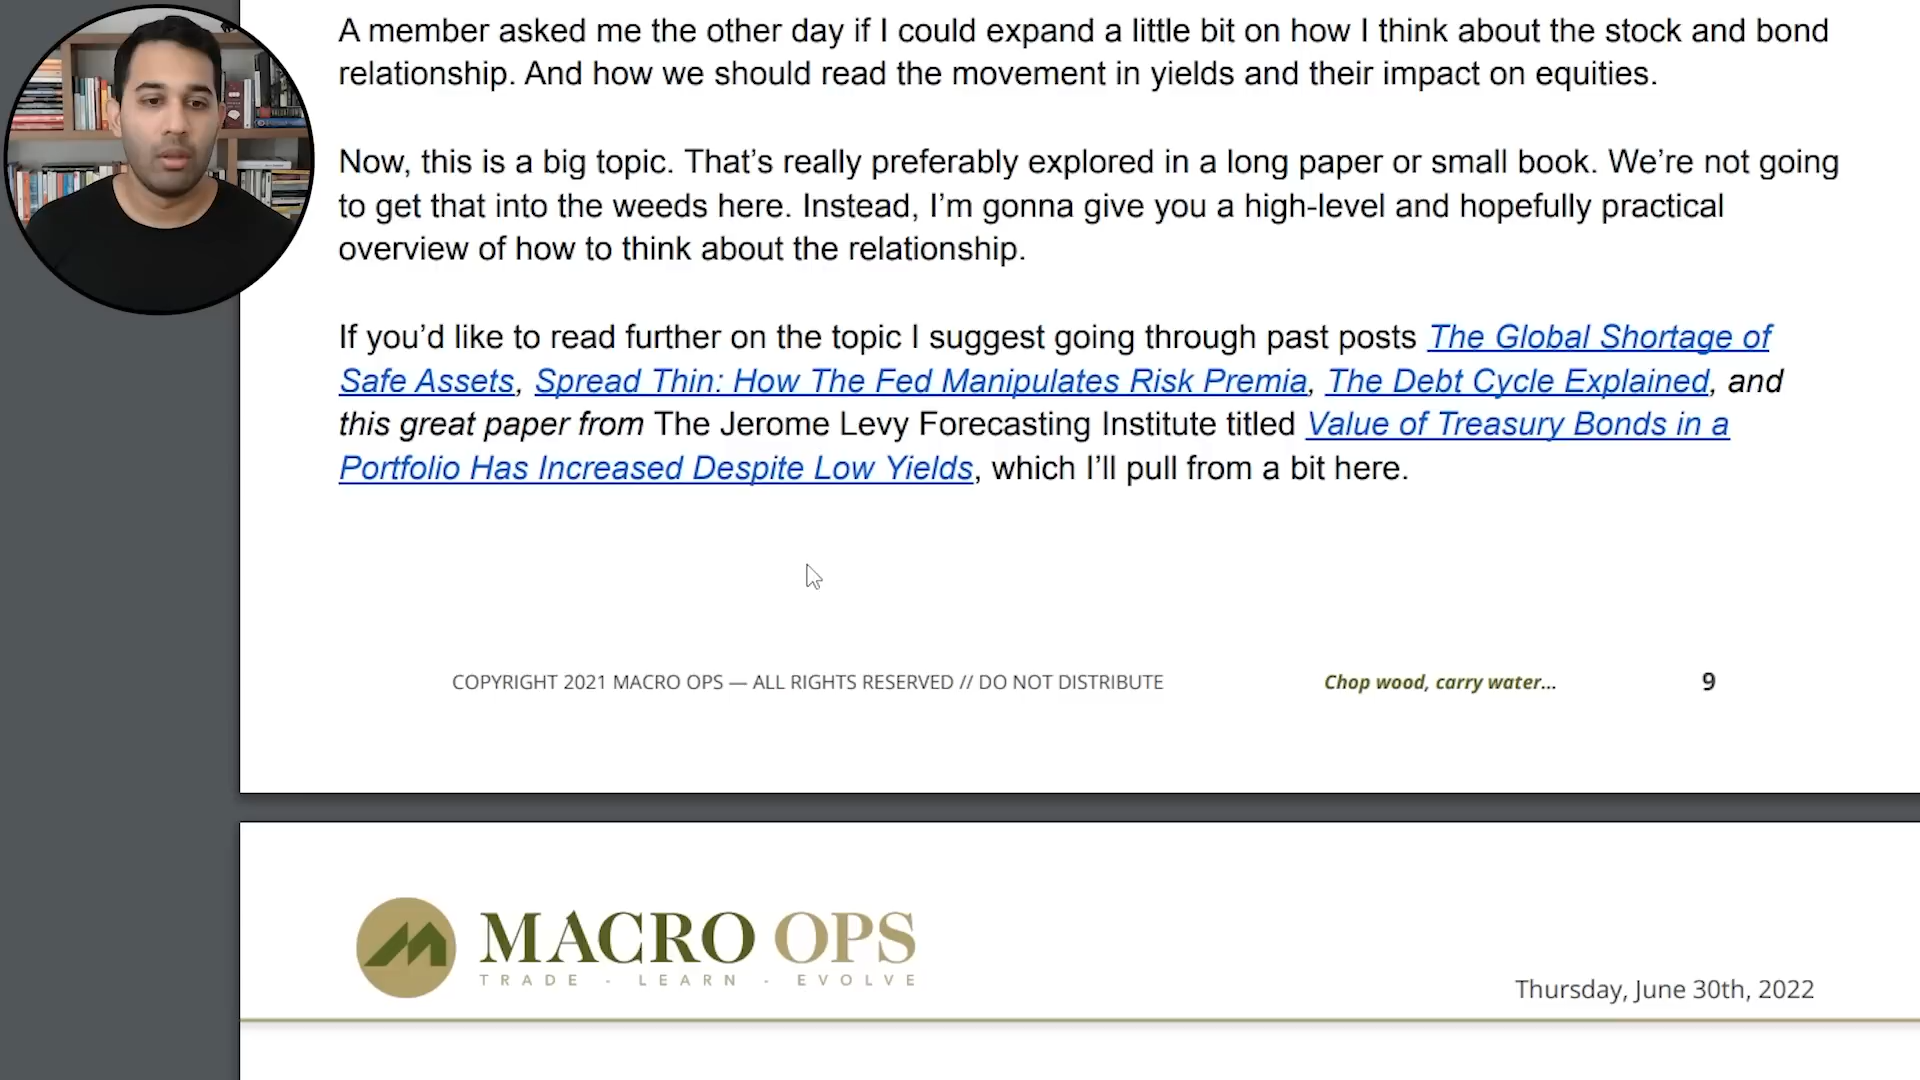 A member asked me the other day if I could expand a little bit on how I think about the stock and bond
relationship. And how we should read the movement in yields and their impact on equities.
Now, this is a big topic. That’s really preferably explored in a long paper or small book. We’re not going
to get that into the weeds here. Instead, I’m gonna give you a high-level and hopefully practical
overview of how to think about the relationship.
If you’d like to read further on the topic I suggest going through past posts The Global Shortage of
Safe Assets, Spread Thin: How The Fed Manipulates Risk Premia, The Debt Cycle Explained, and
this great paper from The Jerome Levy Forecasting Institute titled Value of Treasury Bonds in a
Portfolio Has Increased Despite Low Yields, which I’ll pull from a bit here.
COPYRIGHT 2021 MACRO OPS — ALL RIGHTS RESERVED // DO NOT DISTRIBUTE Chop wood, carry water... 9
MACRO OPS
TRADE - LEARN - EVOLVE
Thursday, June 30th, 2022